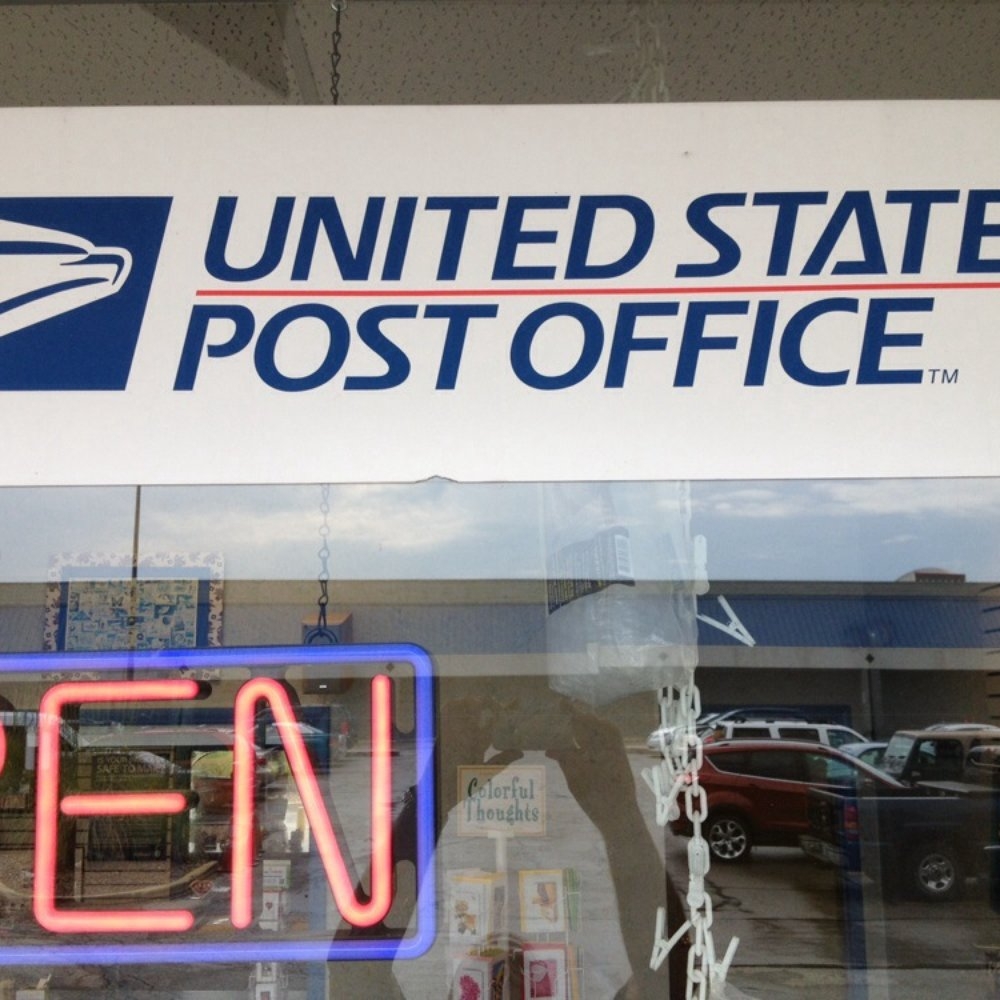 UNITED STATE
POST OFFICE™
PEN
Colorful
Thoughts